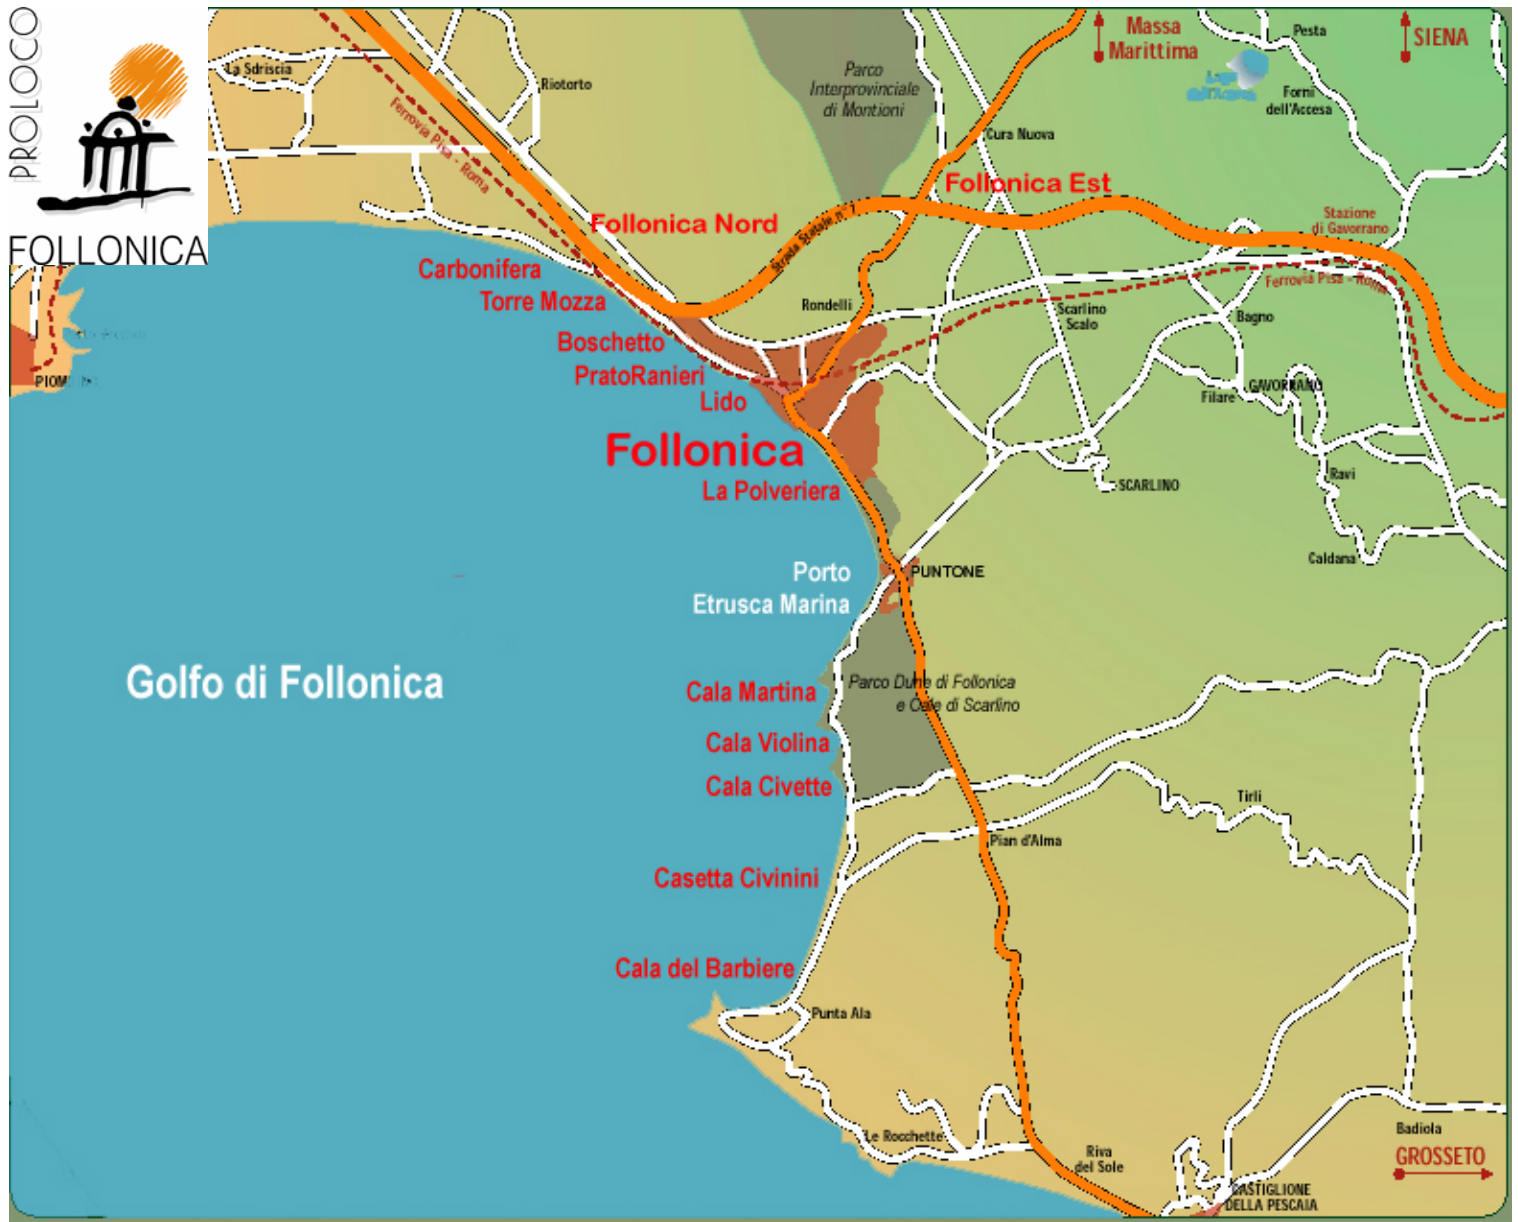 PROLOCO
FOLLONICA
La Sdriscia
Riotorto
Ferrovia Pisa - Roma
Parco
Interprovinciale
di Montioni
Massa
Marittima
Pesta
SIENA
Forni
dell'Accesa
Cura Nuova
Follonica Est
Follonica Nord
Strada Statale n° 1
Stazione
di Gavorrano
Ferrovia Pisa - Roma
Carbonifera
Torre Mozza
Rondelli
Scarlino
Scalo
Bagno
Boschetto
PratoRanieri
Lido
GAVORRANO
Filare
Follonica
La Polveriera
SCARLINO
Ravi
Caldana
Porto
Etrusca Marina
PUNTONE
Golfo di Follonica
Cala Martina
Parco Dune di Follonica
e Cale di Scarlino
Cala Violina
Cala Civette
Tirli
Pian d'Alma
Casetta Civinini
Cala del Barbiere
Punta Ala
Le Rocchette
Riva
del Sole
Badiola
GROSSETO
CASTIGLIONE
DELLA PESCAIA